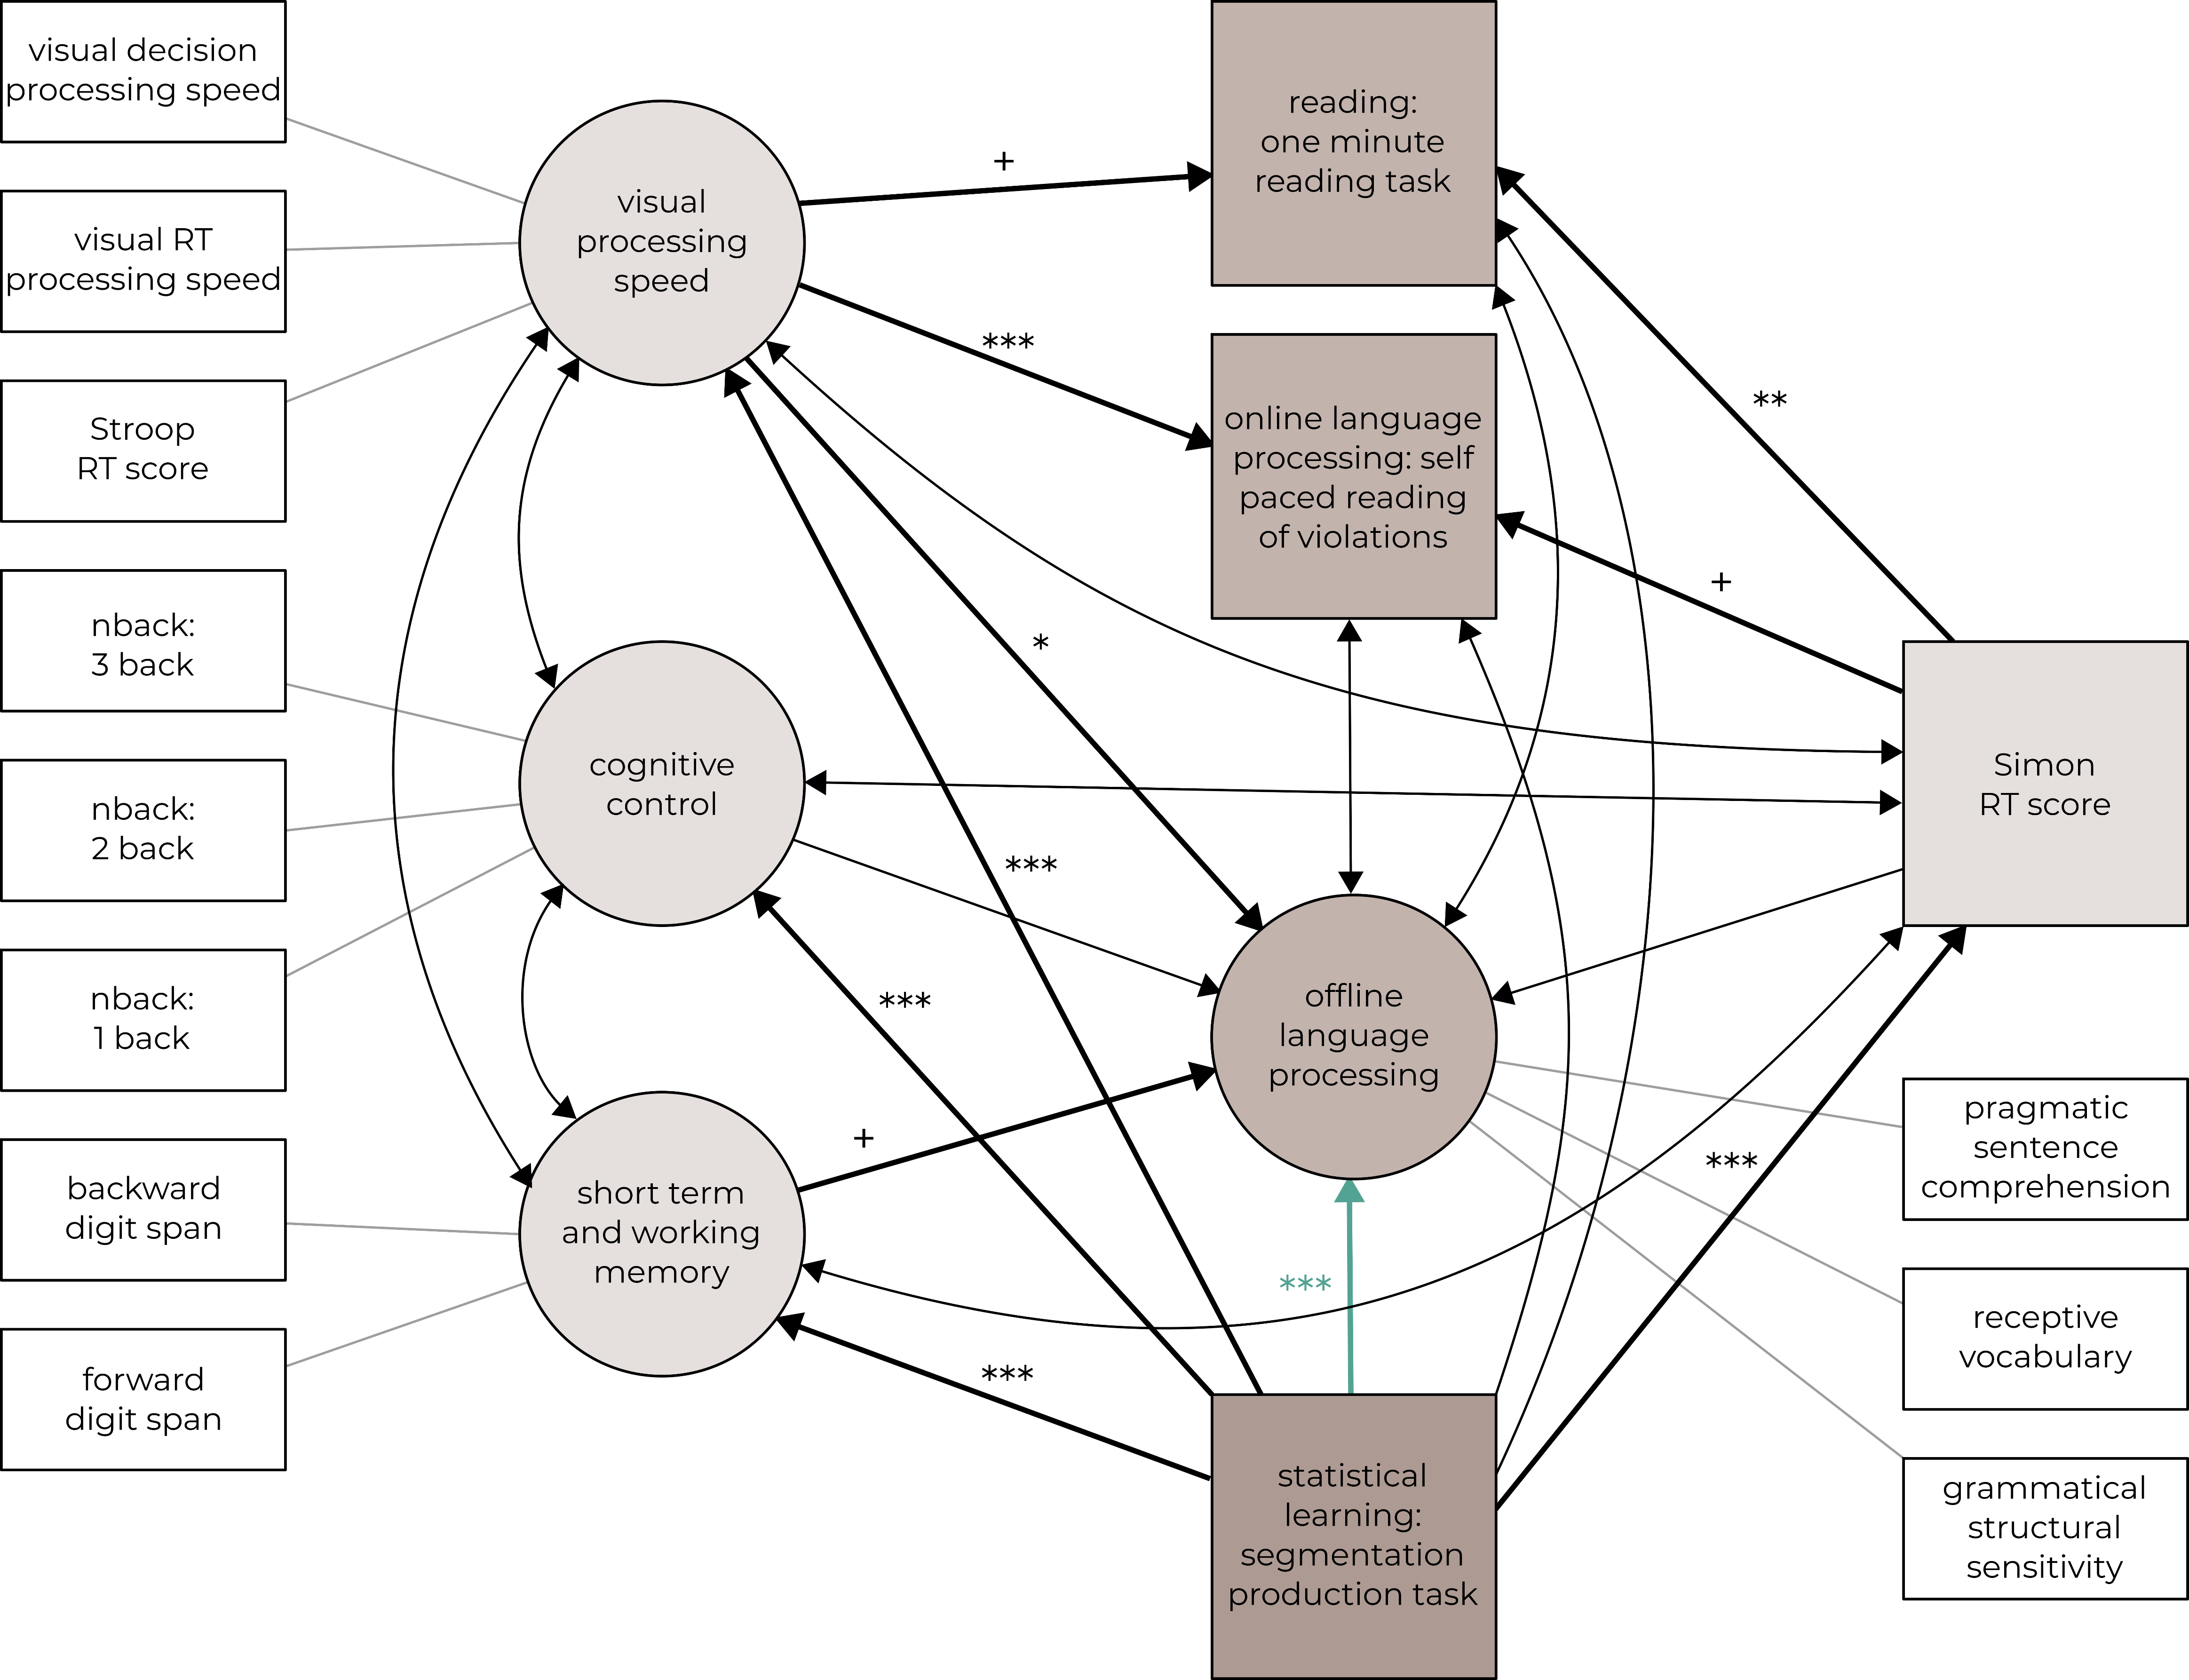 visual decision
processing speed
visual RT
processing speed
Stroop
RT score
nback:
3 back
nback:
2 back
nback:
1 back
backward
digit span
forward
digit span
visual
processing
speed
cognitive
control
short term
and working
memory
+
***
*
***
***
+
***
reading:
one minute
reading task
online language
processing: self
paced reading
of violations
offline
language
processing
***
statistical
learning:
segmentation
production task
**
+
***
Simon
RT score
pragmatic
sentence
comprehension
receptive
vocabulary
grammatical
structural
sensitivity